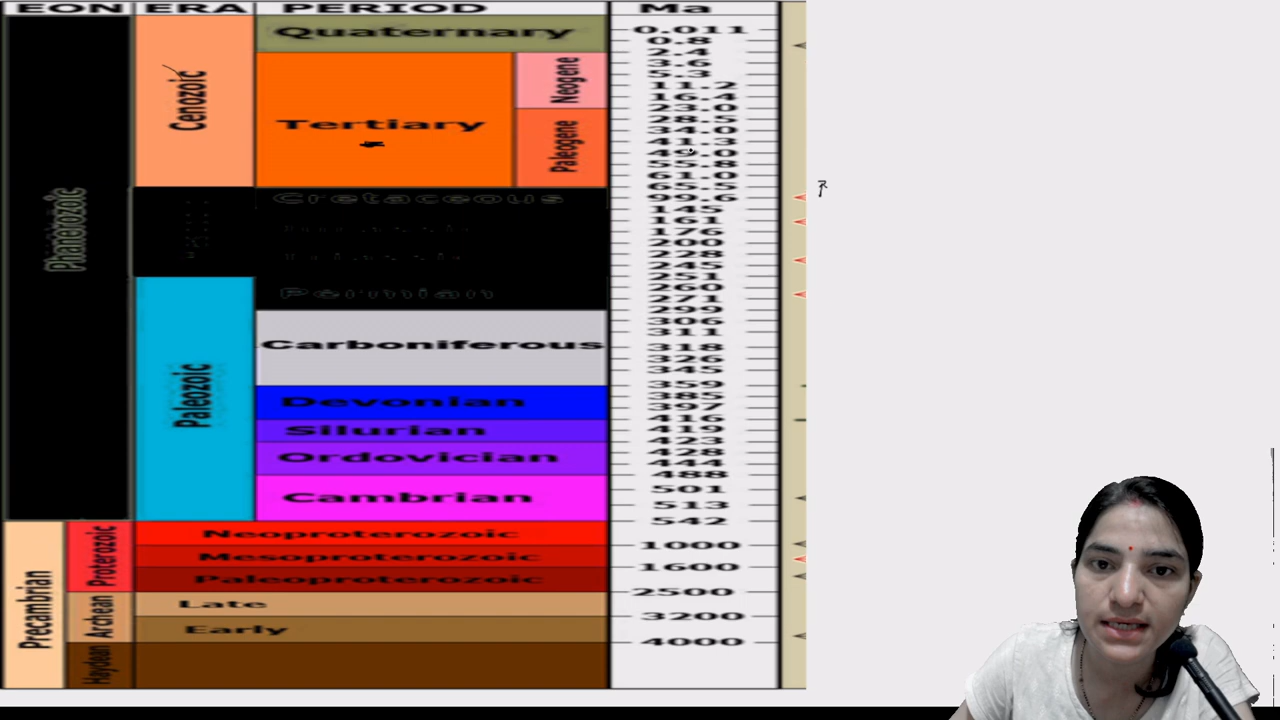 EON ERA PERIOD Ma
Phanerozoic
Cenozoic
Quaternary
Tertiary
Neogene
Paleogene
Cretaceous
Permian
Paleozoic
Carboniferous
Devonian
Silurian
Ordovician
Cambrian
Precambrian
Proterozoic
Neoproterozoic
Mesoproterozoic
Paleoproterozoic
Archean
Late
Early
Haydean
0.011
0.8
2.4
3.6
5.3
11.2
16.4
23.0
28.5
34.0
41.3
49.0
55.8
61.0
65.5
99.6
145
161
176
200
228
245
251
260
271
299
306
311
318
326
345
359
385
397
416
419
423
428
444
488
501
513
542
1000
1600
2500
3200
4000